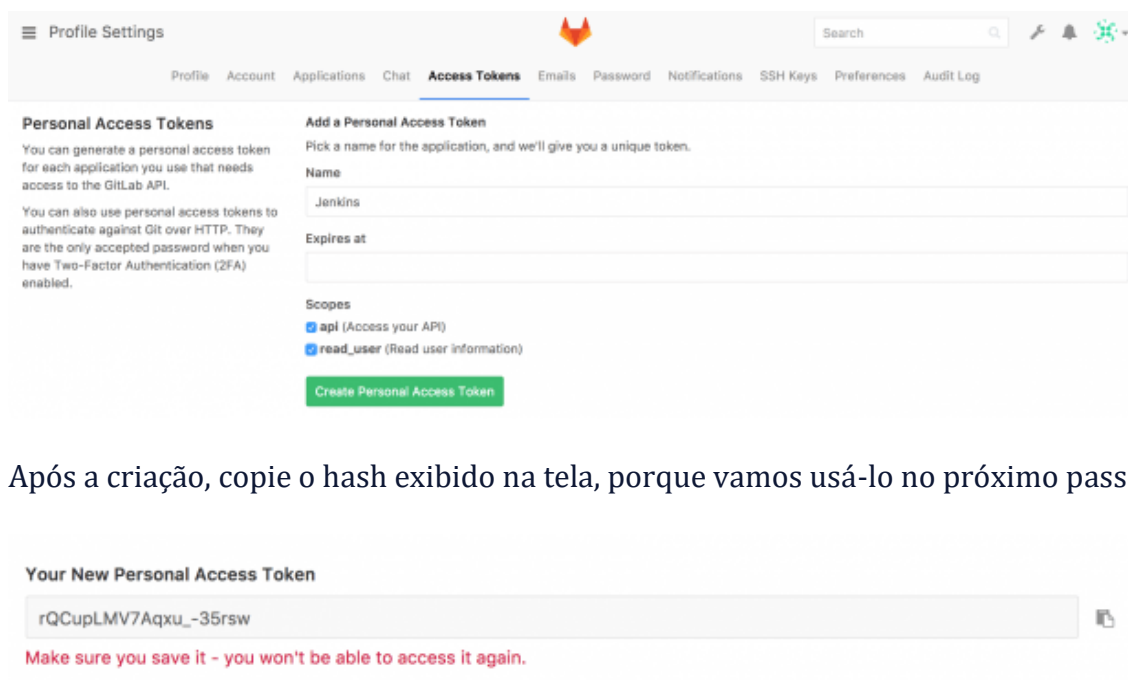 Profile Settings
Search
Profile Account Applications Chat Access Tokens Emails Password Notifications SSH Keys Preferences Audit Log
Personal Access Tokens
You can generate a personal access token
for each application you use that needs
access to the GitLab API.
You can also use personal access tokens to
authenticate against Git over HTTP. They
are the only accepted password when you
have Two-Factor Authentication (2FA)
enabled.
Add a Personal Access Token
Pick a name for the application, and we'll give you a unique token.
Name
Jenkins
Expires at
Scopes
api (Access your API)
read_user (Read user information)
Create Personal Access Token
Após a criação, copie o hash exibido na tela, porque vamos usá-lo no próximo pass
Your New Personal Access Token
rQCupLMV7Aqxu_-35rsw
Make sure you save it - you won't be able to access it again.